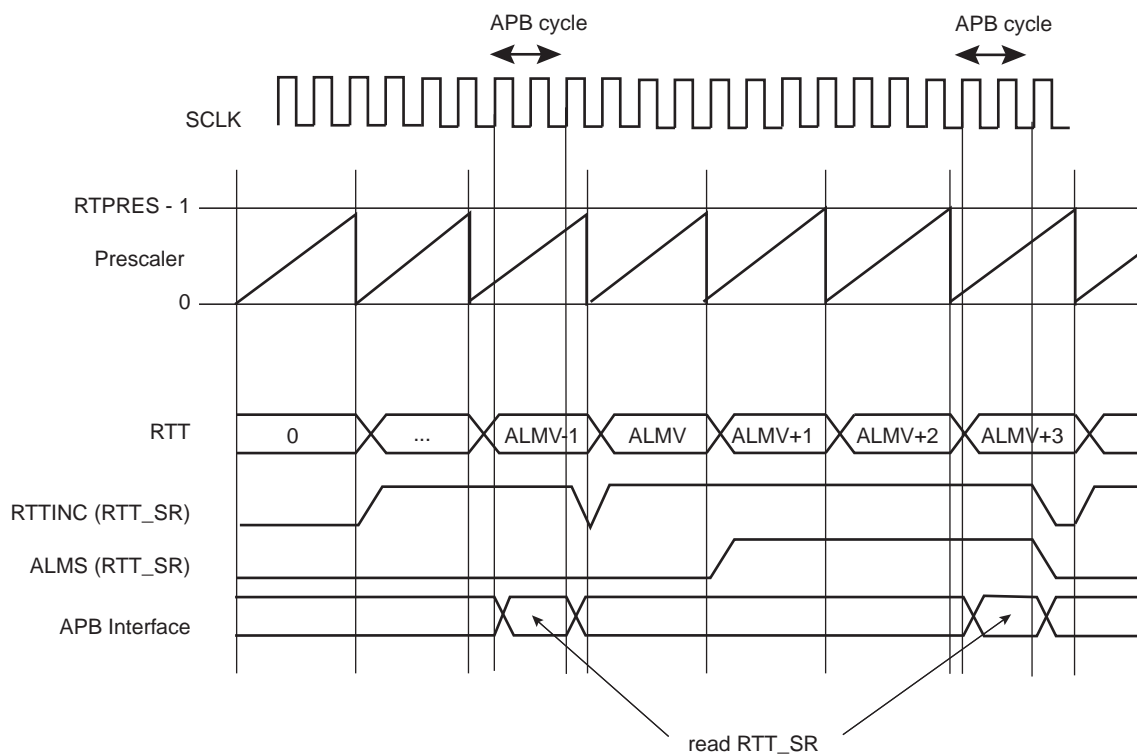 APB cycle APB cycle
SCLK
RTPRES - 1
Prescaler
0
RTT 0 ... ALMV-1 ALMV ALMV+1 ALMV+2 ALMV+3
RTTINC (RTT_SR)
ALMS (RTT_SR)
APB Interface
read RTT_SR